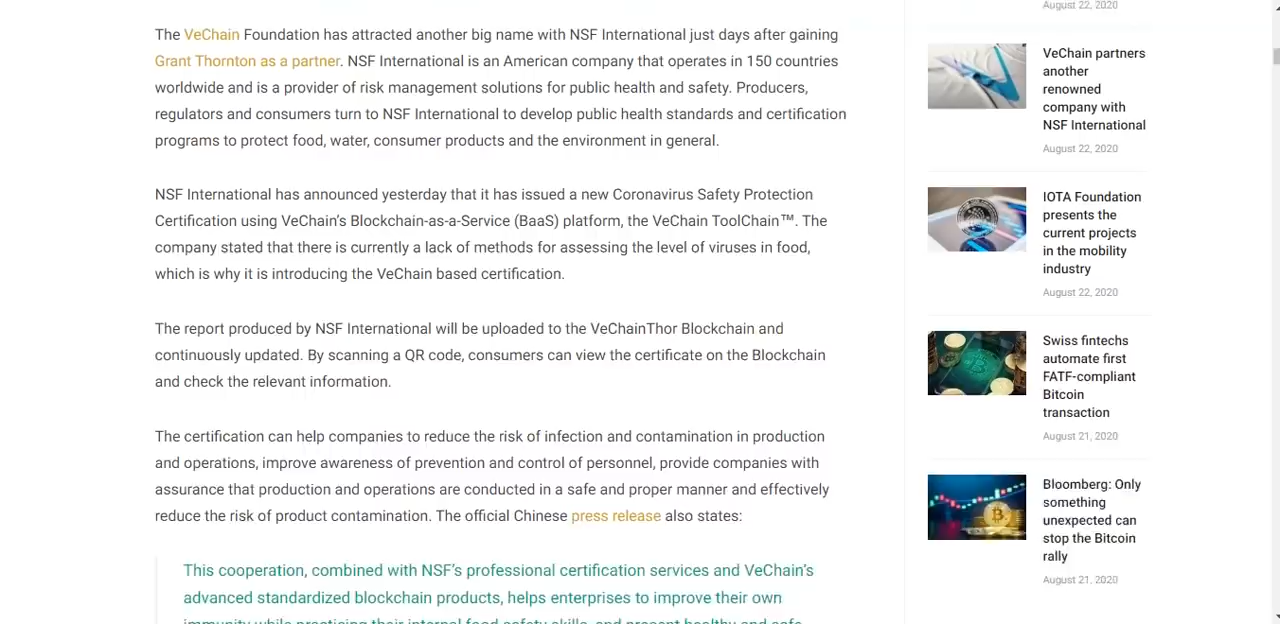 The VeChain Foundation has attracted another big name with NSF International just days after gaining
Grant Thornton as a partner. NSF International is an American company that operates in 150 countries
worldwide and is a provider of risk management solutions for public health and safety. Producers,
regulators and consumers turn to NSF International to develop public health standards and certification
programs to protect food, water, consumer products and the environment in general.
NSF International has announced yesterday that it has issued a new Coronavirus Safety Protection
Certification using VeChain’s Blockchain-as-a-Service (BaaS) platform, the VeChain ToolChain™. The
company stated that there is currently a lack of methods for assessing the level of viruses in food,
which is why it is introducing the VeChain based certification.
The report produced by NSF International will be uploaded to the VeChainThor Blockchain and
continuously updated. By scanning a QR code, consumers can view the certificate on the Blockchain
and check the relevant information.
The certification can help companies to reduce the risk of infection and contamination in production
and operations, improve awareness of prevention and control of personnel, provide companies with
assurance that production and operations are conducted in a safe and proper manner and effectively
reduce the risk of product contamination. The official Chinese press release also states:
This cooperation, combined with NSF’s professional certification services and VeChain’s
advanced standardized blockchain products, helps enterprises to improve their own
immunity while practicing their internal food safety skills, and present healthy and safe
August 22, 2020
VeChain partners
another
renowned
company with
NSF International
August 22, 2020
IOTA Foundation
presents the
current projects
in the mobility
industry
August 22, 2020
Swiss fintechs
automate first
FATF-compliant
Bitcoin
transaction
August 21, 2020
Bloomberg: Only
something
unexpected can
stop the Bitcoin
rally
August 21, 2020